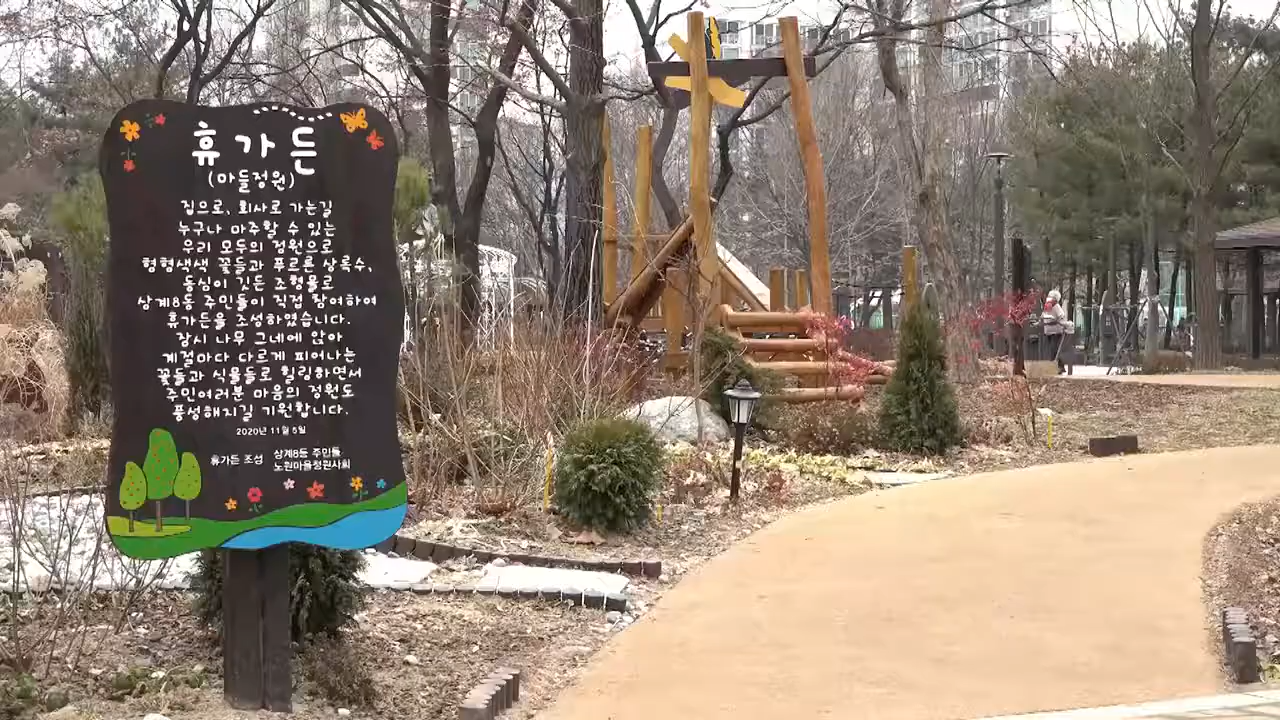 휴가든
(마들정원)
집으로, 회사로 가는길
누구나 마주할 수 있는
우리 모두의 정원으로
형형색색 꽃들과 푸르른 상록수,
동심이 깃든 조형물로
상계8동 주민들이 직접 참여하여
휴가든을 조성하였습니다.
잠시 나무 그네에 앉아
계절마다 다르게 피어나는
꽃들과 식물들로 힐링하면서
주민여러분 마음의 정원도
풍성해지길 기원합니다.
2020년 11월 5일
휴가든 조성 상계8동 주민들
노원마을정원사회